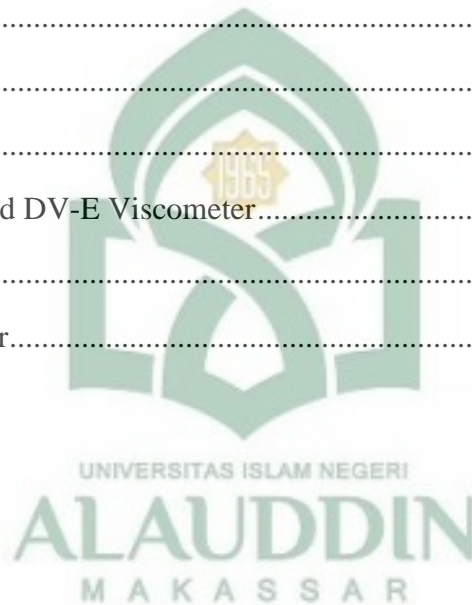 ..........................................................
..........................................................
..........................................................
d DV-E Viscometer..............................
..........................................................
r.........................................................
1965
UNIVERSITAS ISLAM NEGERI
ALAUDDIN
MAKASSAR